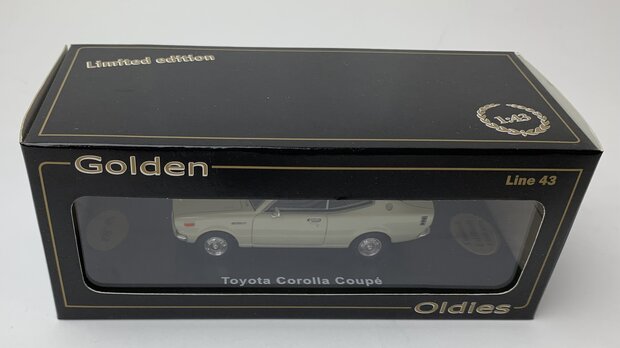 Limited edition
1:43
Golden
Line 43
Toyota Corolla Coupé
Oldies